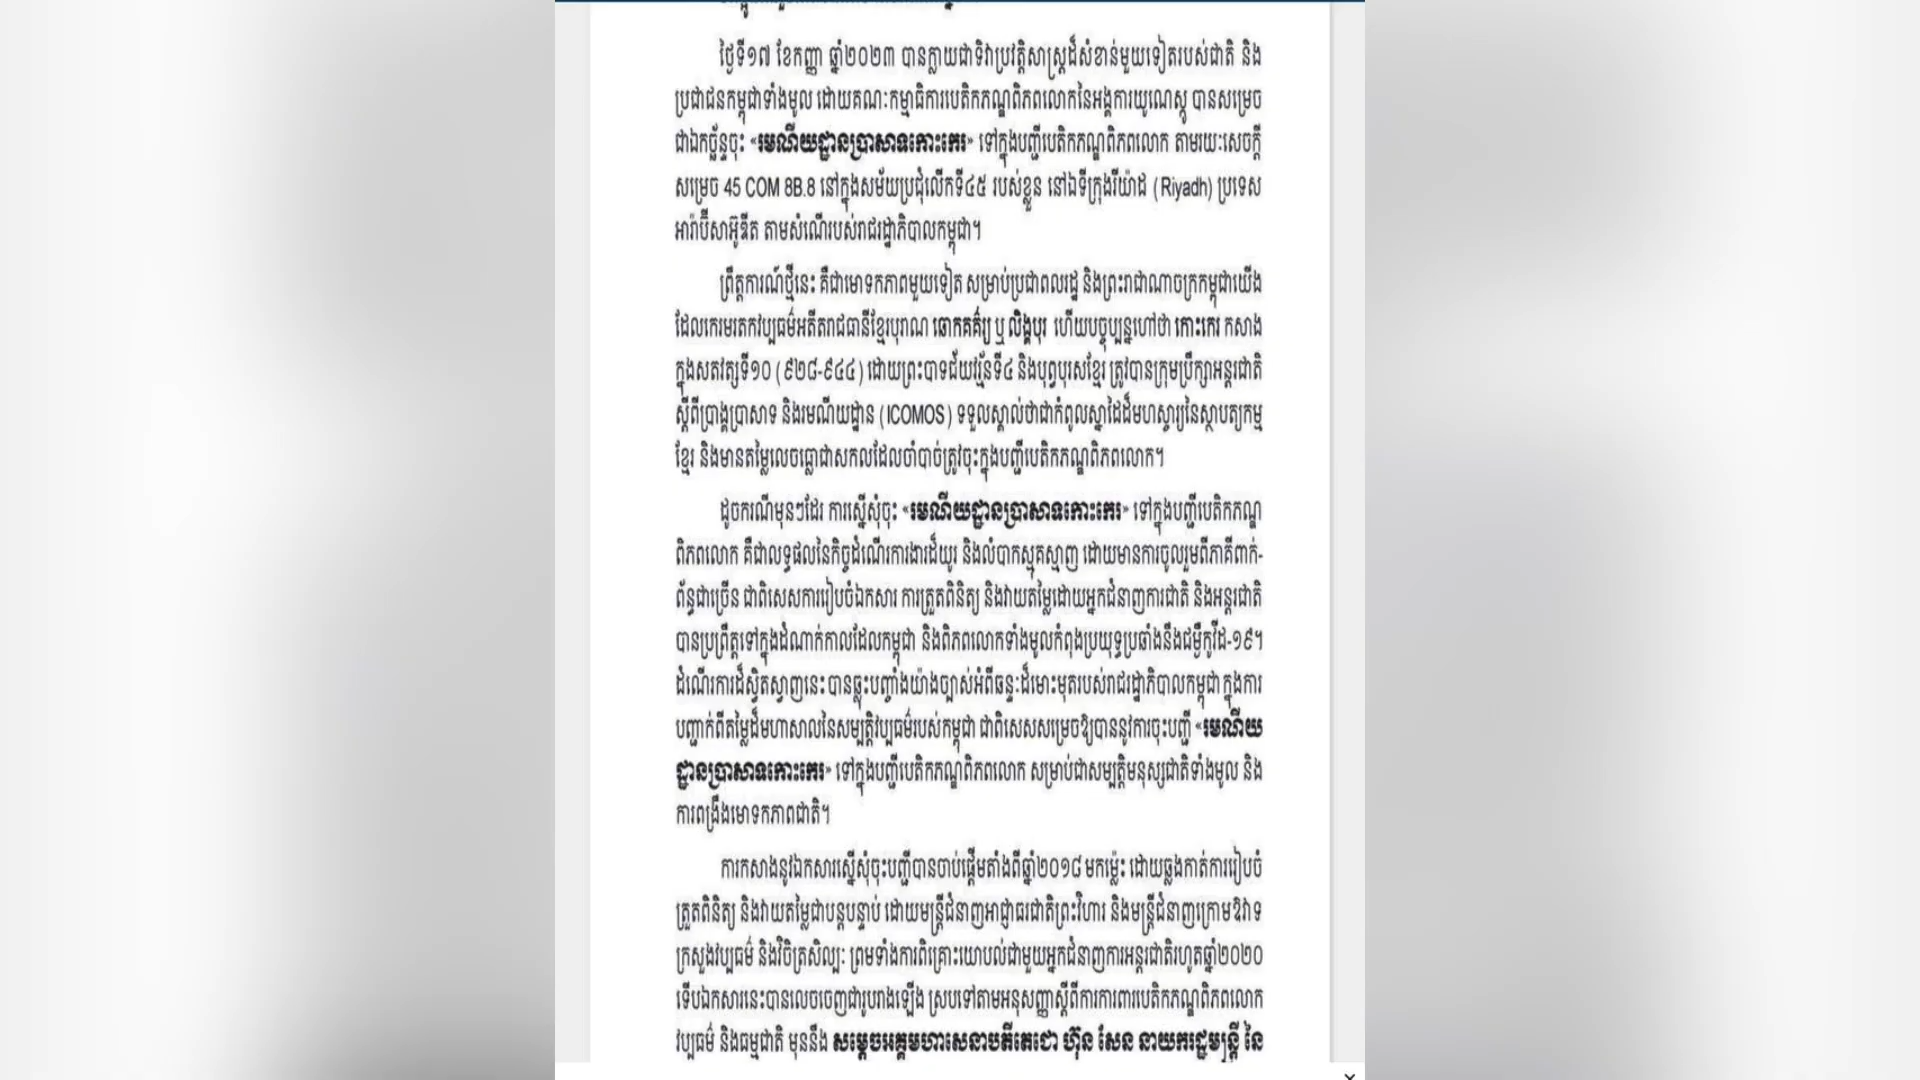 ថ្ងៃទី១៧ ខែកញ្ញា ឆ្នាំ២០២៣ បានក្លាយជាទិវាប្រវត្តិសាស្ត្រដ៏សំខាន់មួយទៀតរបស់ជាតិ និង
ប្រជាជនកម្ពុជាទាំងមូល ដោយគណៈកម្មាធិការបេតិកភណ្ឌពិភពលោកនៃអង្គការយូណេស្កូ បានសម្រេច
ជាឯកច្ឆ័ន្ទចុះ «រមណីយដ្ឋានប្រាសាទកោះកេរ» ទៅក្នុងបញ្ជីបេតិកភណ្ឌពិភពលោក តាមរយៈសេចក្តី
សម្រេច 45 COM 8B.8 នៅក្នុងសម័យប្រជុំលើកទី៤៥ របស់ខ្លួន នៅឯទីក្រុងរីយ៉ាដ (Riyadh) ប្រទេស
អារ៉ាប៊ីសាអ៊ូឌីត តាមសំណើរបស់រាជរដ្ឋាភិបាលកម្ពុជា។
ព្រឹត្តការណ៍ថ្មីនេះ គឺជាមោទកភាពមួយទៀត សម្រាប់ប្រជាពលរដ្ឋ និងព្រះរាជាណាចក្រកម្ពុជាយើង
ដែលកេរមរតកវប្បធម៌អតីតរាជធានីខ្មែរបុរាណ ឆោកគគ៌្យ ឬ លិង្គបុរ ហើយបច្ចុប្បន្នហៅថា កោះកេរ កសាង
ក្នុងសតវត្សទី១០ (៩២៨-៩៤៤) ដោយព្រះបាទជ័យវរ្ម័នទី៤ និងបុព្វបុរសខ្មែរ ត្រូវបានក្រុមប្រឹក្សាអន្តរជាតិ
ស្តីពីប្រាង្គប្រាសាទ និងរមណីយដ្ឋាន (ICOMOS) ទទួលស្គាល់ថាជាកំពូលស្នាដៃដ៏មហស្ចារ្យនៃស្ថាបត្យកម្ម
ខ្មែរ និងមានតម្លៃលេចធ្លោជាសកលដែលចាំបាច់ត្រូវចុះក្នុងបញ្ជីបេតិកភណ្ឌពិភពលោក។
ដូចករណីមុនៗដែរ ការស្នើសុំចុះ «រមណីយដ្ឋានប្រាសាទកោះកេរ» ទៅក្នុងបញ្ជីបេតិកភណ្ឌ
ពិភពលោក គឺជាលទ្ធផលនៃកិច្ចដំណើរការងារដ៏យូរ និងលំបាកស្មុគស្មាញ ដោយមានការចូលរួមពីភាគីពាក់-
ព័ន្ធជាច្រើន ជាពិសេសការរៀបចំឯកសារ ការត្រួតពិនិត្យ និងវាយតម្លៃដោយអ្នកជំនាញការជាតិ និងអន្តរជាតិ
បានប្រព្រឹត្តទៅក្នុងដំណាក់កាលដែលកម្ពុជា និងពិភពលោកទាំងមូលកំពុងប្រយុទ្ធប្រឆាំងនឹងជម្ងឺកូវីដ-១៩។
ដំណើរការដ៏ស្វិតស្វាញនេះបានឆ្លុះបញ្ចាំងយ៉ាងច្បាស់អំពីឆន្ទៈដ៏មោះមុតរបស់រាជរដ្ឋាភិបាលកម្ពុជា ក្នុងការ
បញ្ជាក់ពីតម្លៃដ៏មហាសាលនៃសម្បត្តិវប្បធម៌របស់កម្ពុជា ជាពិសេសសម្រេចឱ្យបាននូវការចុះបញ្ជី «រមណីយ
ដ្ឋានប្រាសាទកោះកេរ» ទៅក្នុងបញ្ជីបេតិកភណ្ឌពិភពលោក សម្រាប់ជាសម្បត្តិមនុស្សជាតិទាំងមូល និង
ការពង្រឹងមោទកភាពជាតិ។
ការកសាងនូវឯកសារស្នើសុំចុះបញ្ជីបានចាប់ផ្តើមតាំងពីឆ្នាំ២០១៨ មកម្ល៉េះ ដោយឆ្លងកាត់ការរៀបចំ
ត្រួតពិនិត្យ និងវាយតម្លៃជាបន្តបន្ទាប់ ដោយមន្ត្រីជំនាញអាជ្ញាធរជាតិព្រះវិហារ និងមន្ត្រីជំនាញក្រោមឱវាទ
ក្រសួងវប្បធម៌ និងវិចិត្រសិល្បៈ ព្រមទាំងការពិគ្រោះយោបល់ជាមួយអ្នកជំនាញការអន្តរជាតិរហូតឆ្នាំ២០២០
ទើបឯកសារនេះបានលេចចេញជារូបរាងឡើង ស្របទៅតាមអនុសញ្ញាស្តីពីការការពារបេតិកភណ្ឌពិភពលោក
វប្បធម៌ និងធម្មជាតិ មុននឹង សម្តេចអគ្គមហាសេនាបតីតេជោ ហ៊ុន សែន នាយករដ្ឋមន្ត្រី នៃ